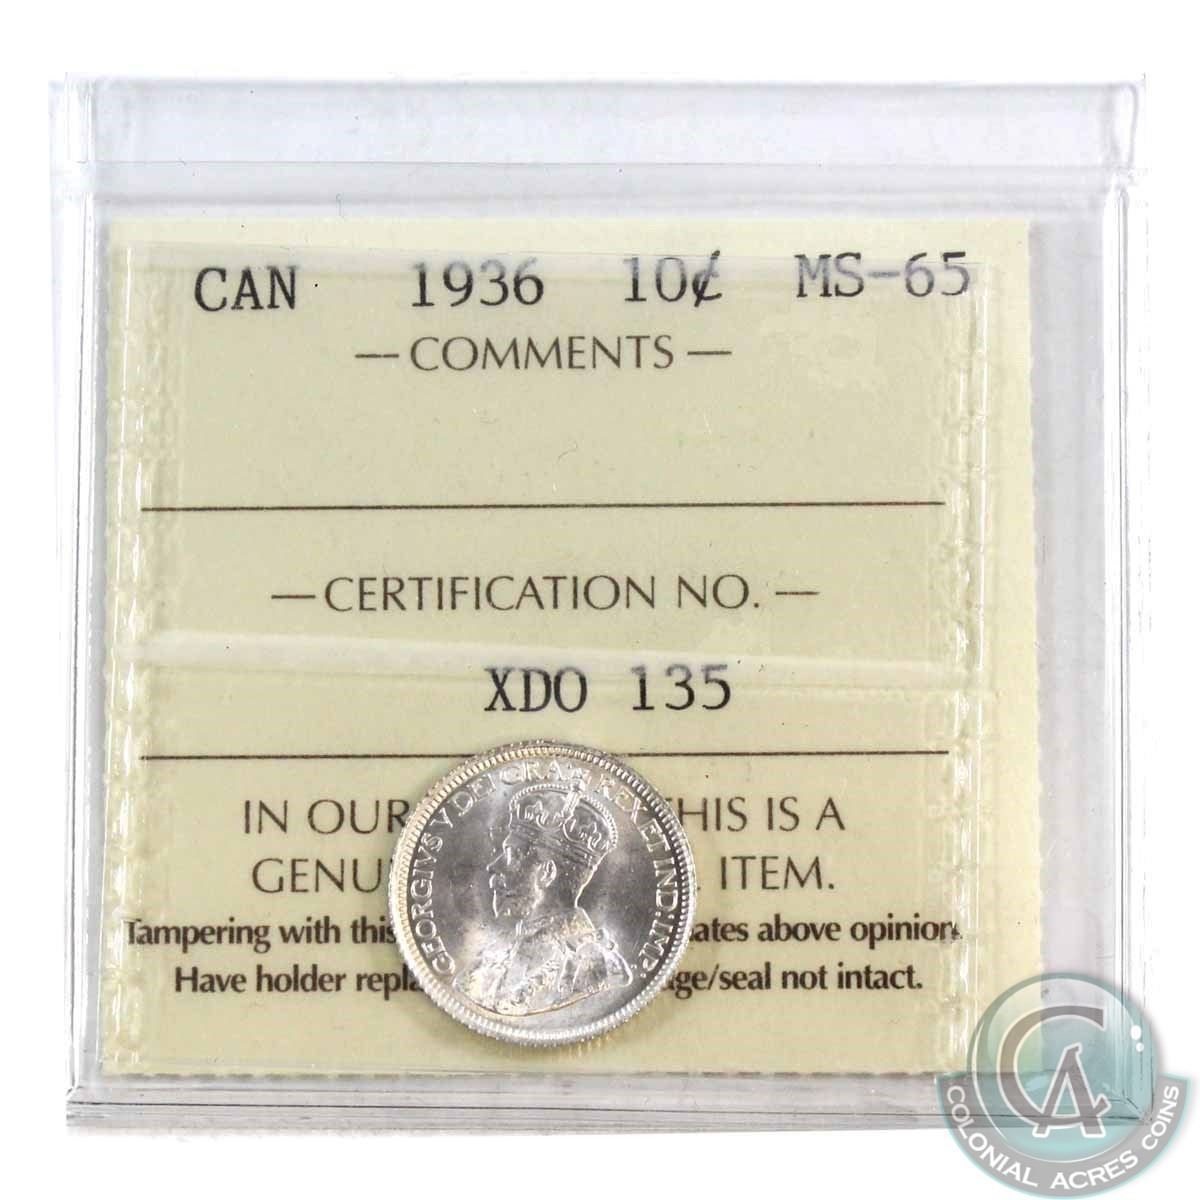 CAN 1936 10¢ MS-65
— COMMENTS —
— CERTIFICATION NO. —
XDO 135
IN OUR THIS IS A
GENU ITEM.
Tampering with this ates above opinion.
Have holder repla ge/seal not intact.
GEORGIVS V DEI GRA: REX ET IND: IMP:
CA
COLONIAL ACRES COINS